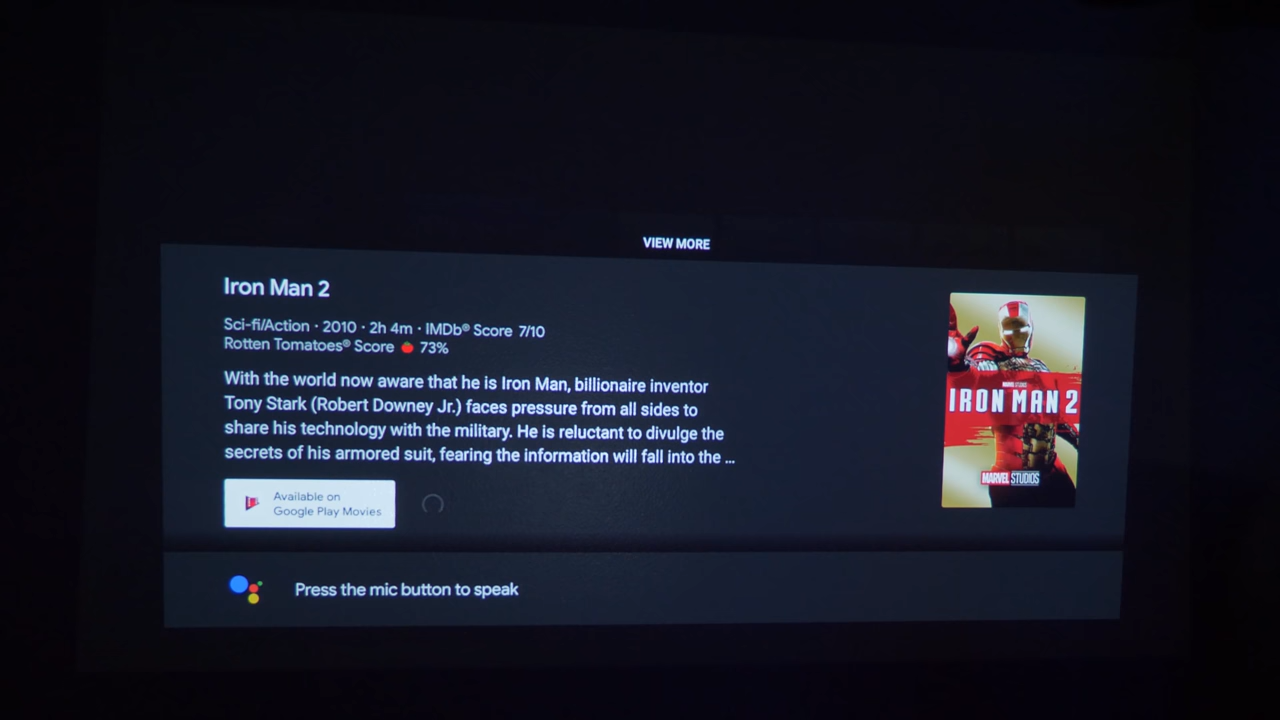 VIEW MORE
Iron Man 2
Sci-fi/Action · 2010 · 2h 4m · IMDb® Score 7/10
Rotten Tomatoes® Score 73%
With the world now aware that he is Iron Man, billionaire inventor
Tony Stark (Robert Downey Jr.) faces pressure from all sides to
share his technology with the military. He is reluctant to divulge the
secrets of his armored suit, fearing the information will fall into the ...
Available on
Google Play Movies
MARVEL STUDIOS
IRON MAN 2
MARVEL STUDIOS
Press the mic button to speak